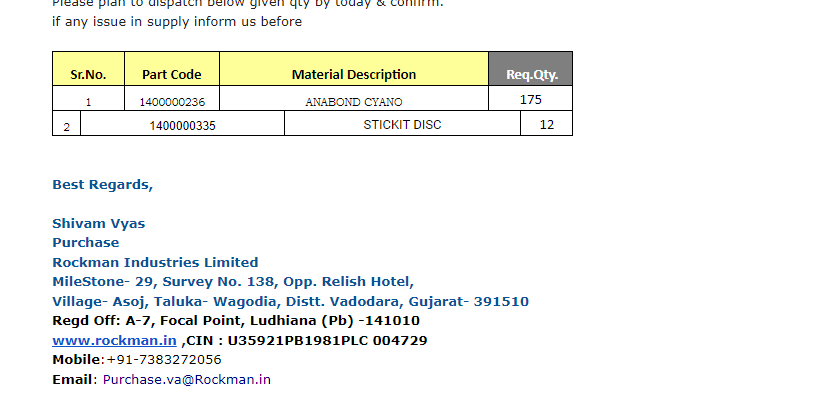 Please plan to dispatch below given qty by today & confirm.
if any issue in supply inform us before
Sr.No. Part Code Material Description Req.Qty.
1 1400000236 ANABOND CYANO 175
2 1400000335 STICKIT DISC 12
Best Regards,
Shivam Vyas
Purchase
Rockman Industries Limited
MileStone- 29, Survey No. 138, Opp. Relish Hotel,
Village- Asoj, Taluka- Wagodia, Distt. Vadodara, Gujarat- 391510
Regd Off: A-7, Focal Point, Ludhiana (Pb) -141010
www.rockman.in ,CIN : U35921PB1981PLC 004729
Mobile:+91-7383272056
Email: Purchase.va@Rockman.in